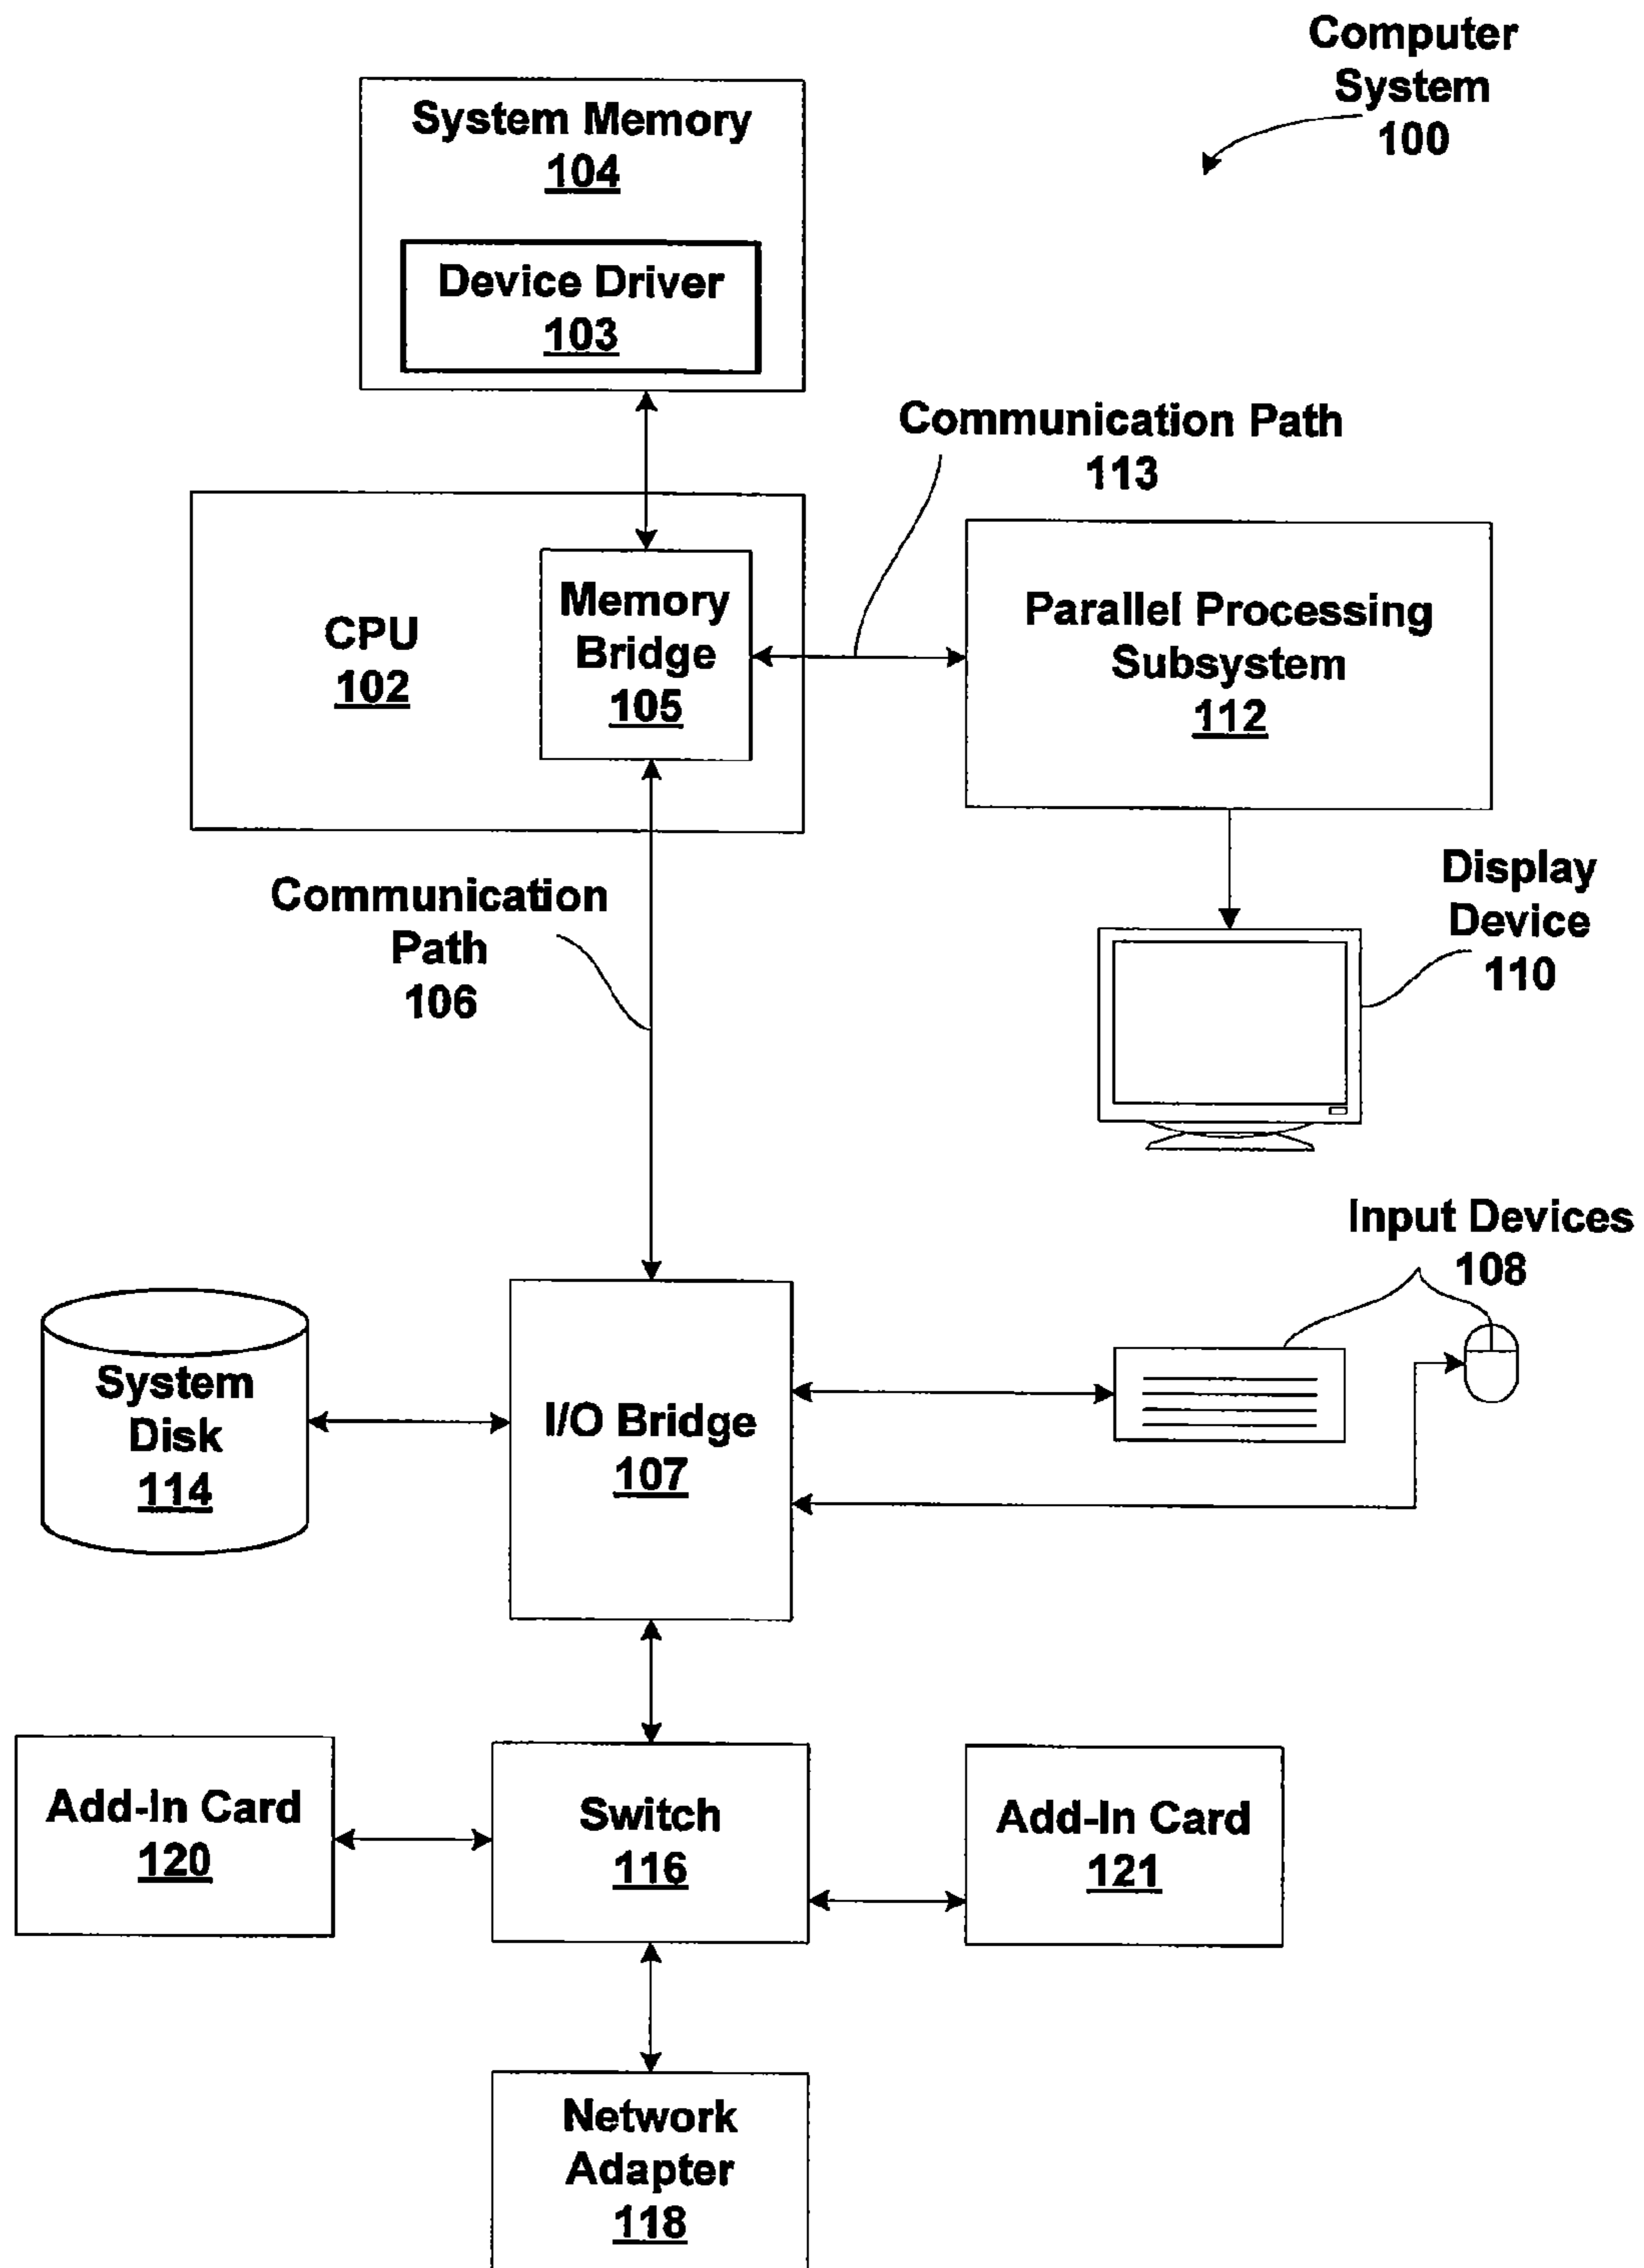 Computer
System
100
System Memory
104
Device Driver
103
Communication Path
113
CPU
102
Memory
Bridge
105
Parallel Processing
Subsystem
112
Communication
Path
106
Display
Device
110
Input Devices
108
System
Disk
114
I/O Bridge
107
Add-In Card
120
Switch
116
Add-In Card
121
Network
Adapter
118